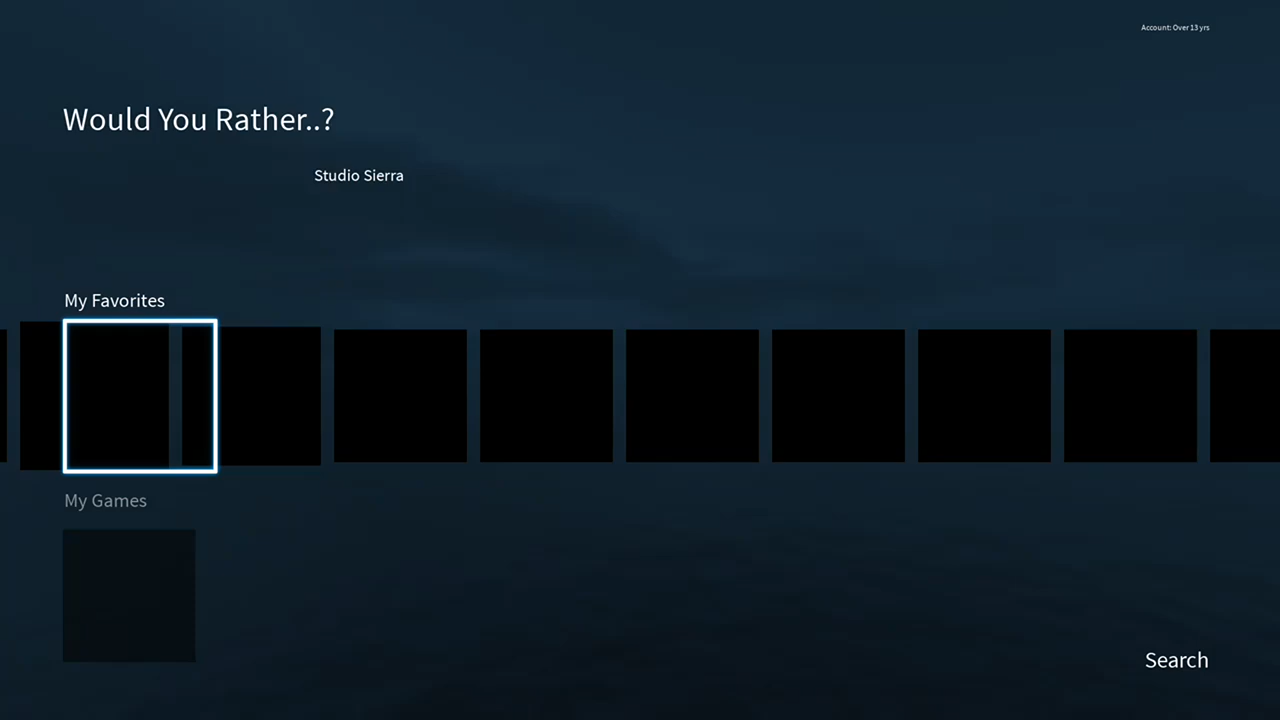 Account: Over 13 yrs
Would You Rather..?
Studio Sierra
My Favorites
My Games
Search